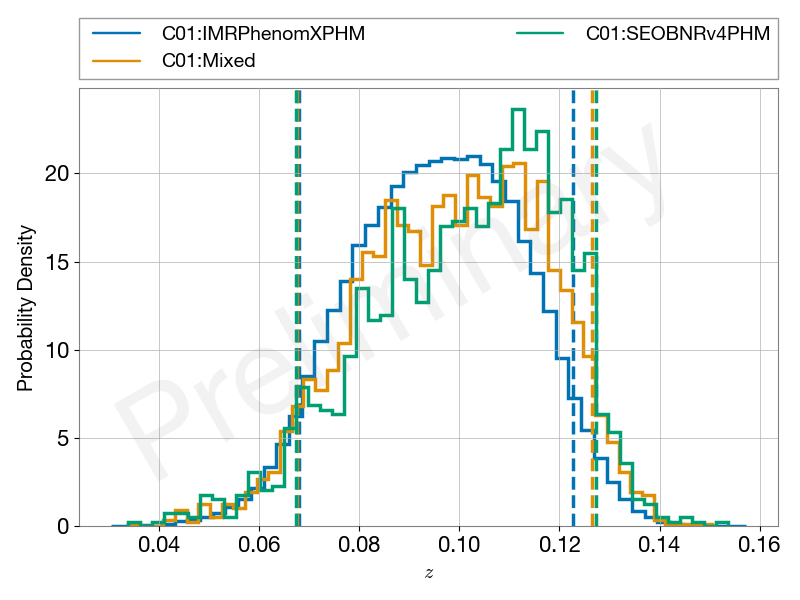 C01:IMRPhenomXPHM
C01:Mixed
C01:SEOBNRv4PHM
Preliminary
Probability Density
20
15
10
5
0
0.04 0.06 0.08 0.10 0.12 0.14 0.16
z